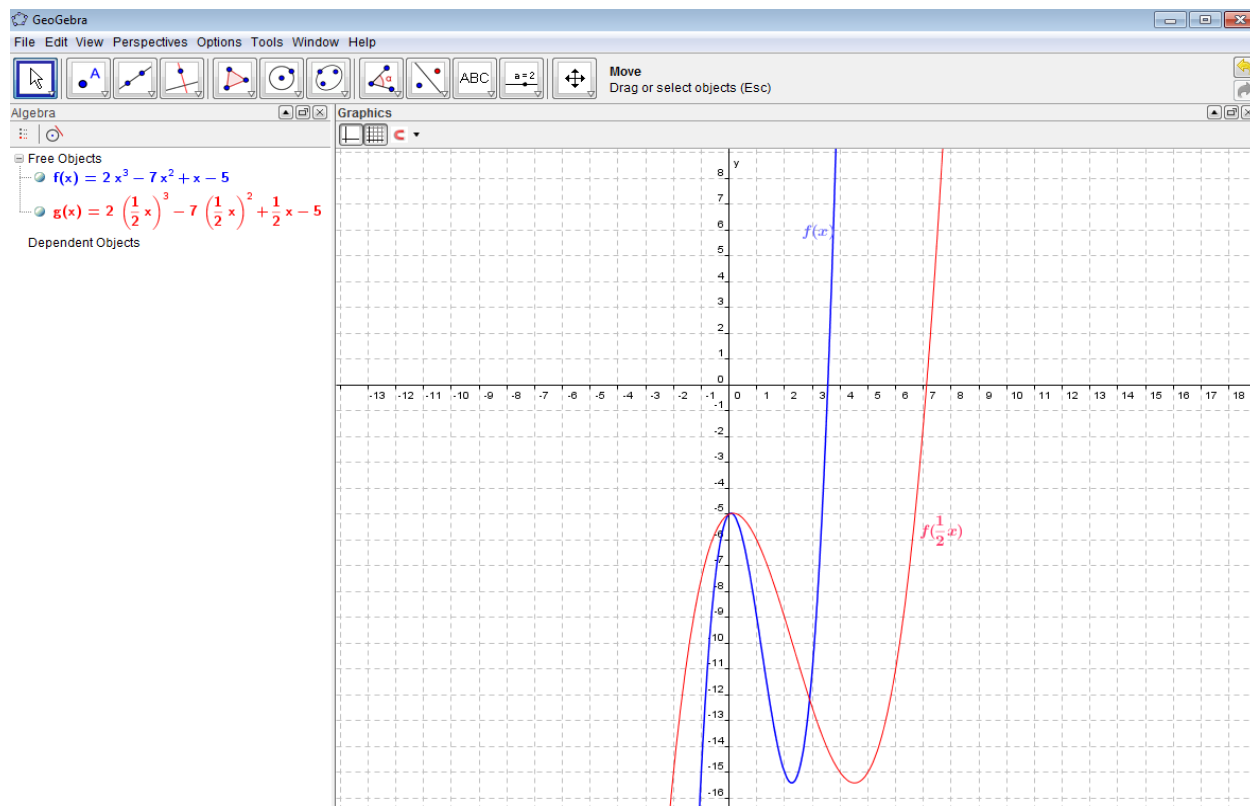 GeoGebra
File Edit View Perspectives Options Tools Window Help
A
α
ABC
a=2
Move
Drag or select objects (Esc)
Algebra
Graphics
Free Objects
f(x) = 2 x³ − 7 x² + x − 5
g(x) = 2 (1/2 x)³ − 7 (1/2 x)² + 1/2 x − 5
Dependent Objects
y
8
7
6
f(x)
5
4
3
2
1
0
-13 -12 -11 -10 -9 -8 -7 -6 -5 -4 -3 -2 -1 0 1 2 3 4 5 6 7 8 9 10 11 12 13 14 15 16 17 18
-1
-2
-3
-4
-5
f(1/2 x)
-6
-7
-8
-9
-10
-11
-12
-13
-14
-15
-16